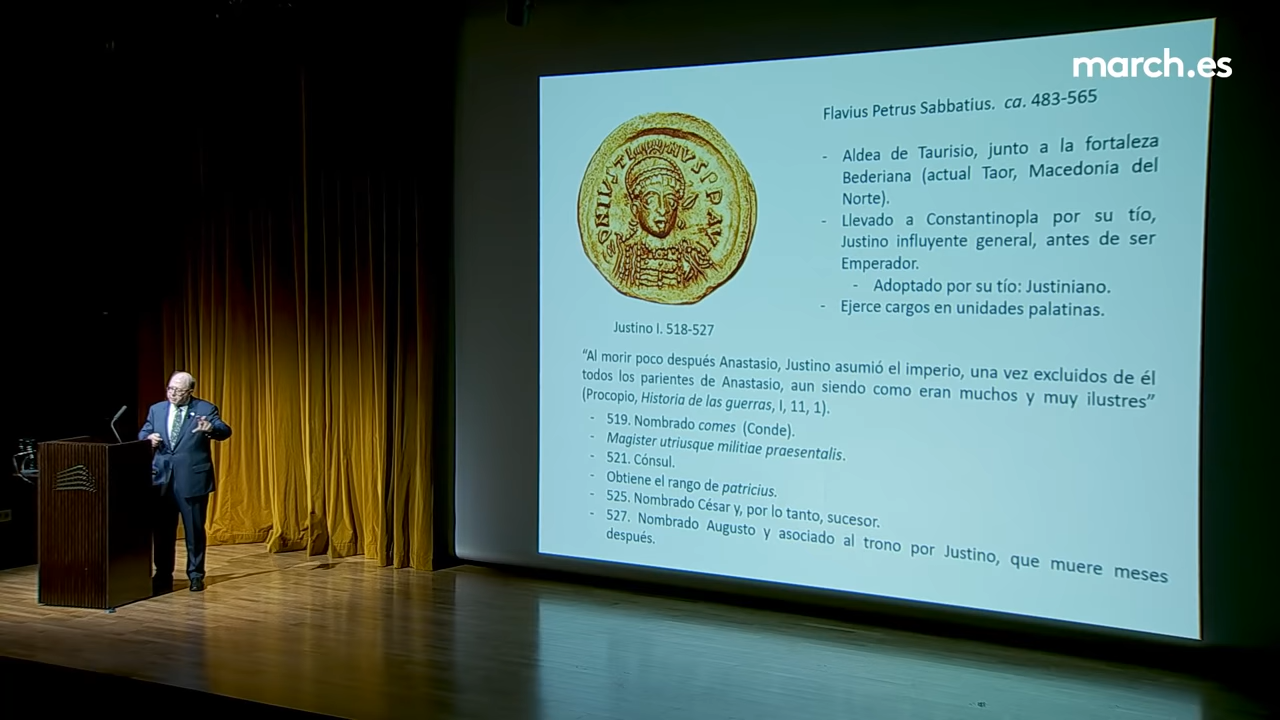 march.es
Flavius Petrus Sabbatius. ca. 483-565
- Aldea de Taurisio, junto a la fortaleza
Bederiana (actual Taor, Macedonia del
Norte).
- Llevado a Constantinopla por su tío,
Justino influyente general, antes de ser
Emperador.
- Adoptado por su tío: Justiniano.
- Ejerce cargos en unidades palatinas.
Justino I. 518-527
“Al morir poco después Anastasio, Justino asumió el imperio, una vez excluidos de él
todos los parientes de Anastasio, aun siendo como eran muchos y muy ilustres”
(Procopio, Historia de las guerras, I, 11, 1).
- 519. Nombrado comes (Conde).
- Magister utriusque militiae praesentalis.
- 521. Cónsul.
- Obtiene el rango de patricius.
- 525. Nombrado César y, por lo tanto, sucesor.
- 527. Nombrado Augusto y asociado al trono por Justino, que muere meses
después.